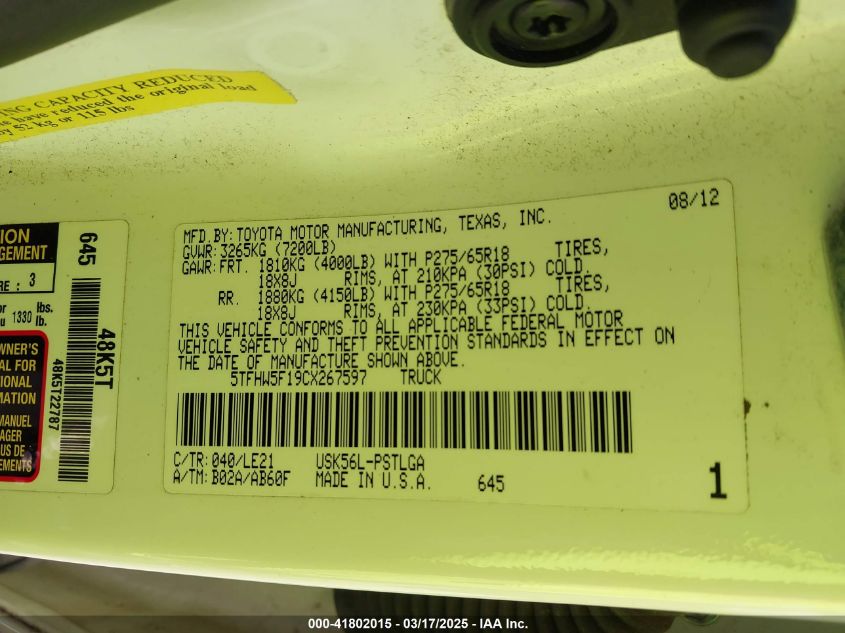 NG CAPACITY REDUCED
e have reduced the original load
by 52 kg or 115 lbs
ION
GEMENT
RE : 3
or
u 1330 lbs. lb.
WNER'S
AL FOR
TIONAL
MATION
MANUEL
AGER
US DE
NEMENTS
645
48K5T
48K5T22787
08/12
MFD.BY:TOYOTA MOTOR MANUFACTURING, TEXAS, INC.
GVWR:3265KG (7200LB)
GAWR:FRT. 1810KG (4000LB) WITH P275/65R18 TIRES,
18X8J RIMS, AT 210KPA (30PSI) COLD.
RR. 1880KG (4150LB) WITH P275/65R18 TIRES,
18X8J RIMS, AT 230KPA (33PSI) COLD.
THIS VEHICLE CONFORMS TO ALL APPLICABLE FEDERAL MOTOR
VEHICLE SAFETY AND THEFT PREVENTION STANDARDS IN EFFECT ON
THE DATE OF MANUFACTURE SHOWN ABOVE.
5TFHW5F19CX267597 TRUCK
C/TR:040/LE21 USK56L-PSTLGA
A/TM:B02A/AB60F MADE IN U.S.A. 645
1
000-41802015 — 03/17/2025 — IAA Inc.